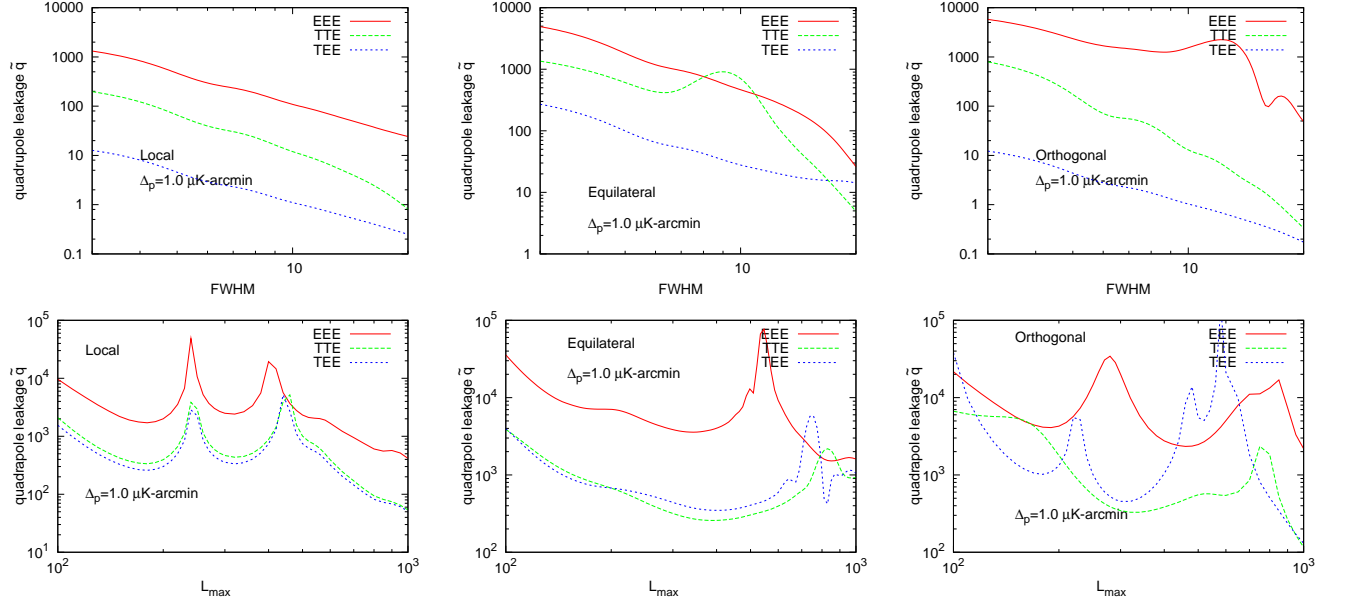 10000
1000
100
10
1
0.1
quadrupole leakage q̃
EEE
TTE
TEE
Local
Δp=1.0 μK-arcmin
10
FWHM
10000
1000
100
10
1
quadrupole leakage q̃
EEE
TTE
TEE
Equilateral
Δp=1.0 μK-arcmin
10
FWHM
10000
1000
100
10
1
0.1
quadrupole leakage q̃
EEE
TTE
TEE
Orthogonal
Δp=1.0 μK-arcmin
10
FWHM
10^5
10^4
10^3
10^2
10^1
quadrapole leakage q̃
EEE
TTE
TEE
Local
Δp=1.0 μK-arcmin
10^2
10^3
Lmax
10^5
10^4
10^3
10^2
quadrapole leakage q̃
EEE
TTE
TEE
Equilateral
Δp=1.0 μK-arcmin
10^2
10^3
Lmax
10^5
10^4
10^3
10^2
quadrapole leakage q̃
EEE
TTE
TEE
Orthogonal
Δp=1.0 μK-arcmin
10^2
10^3
Lmax